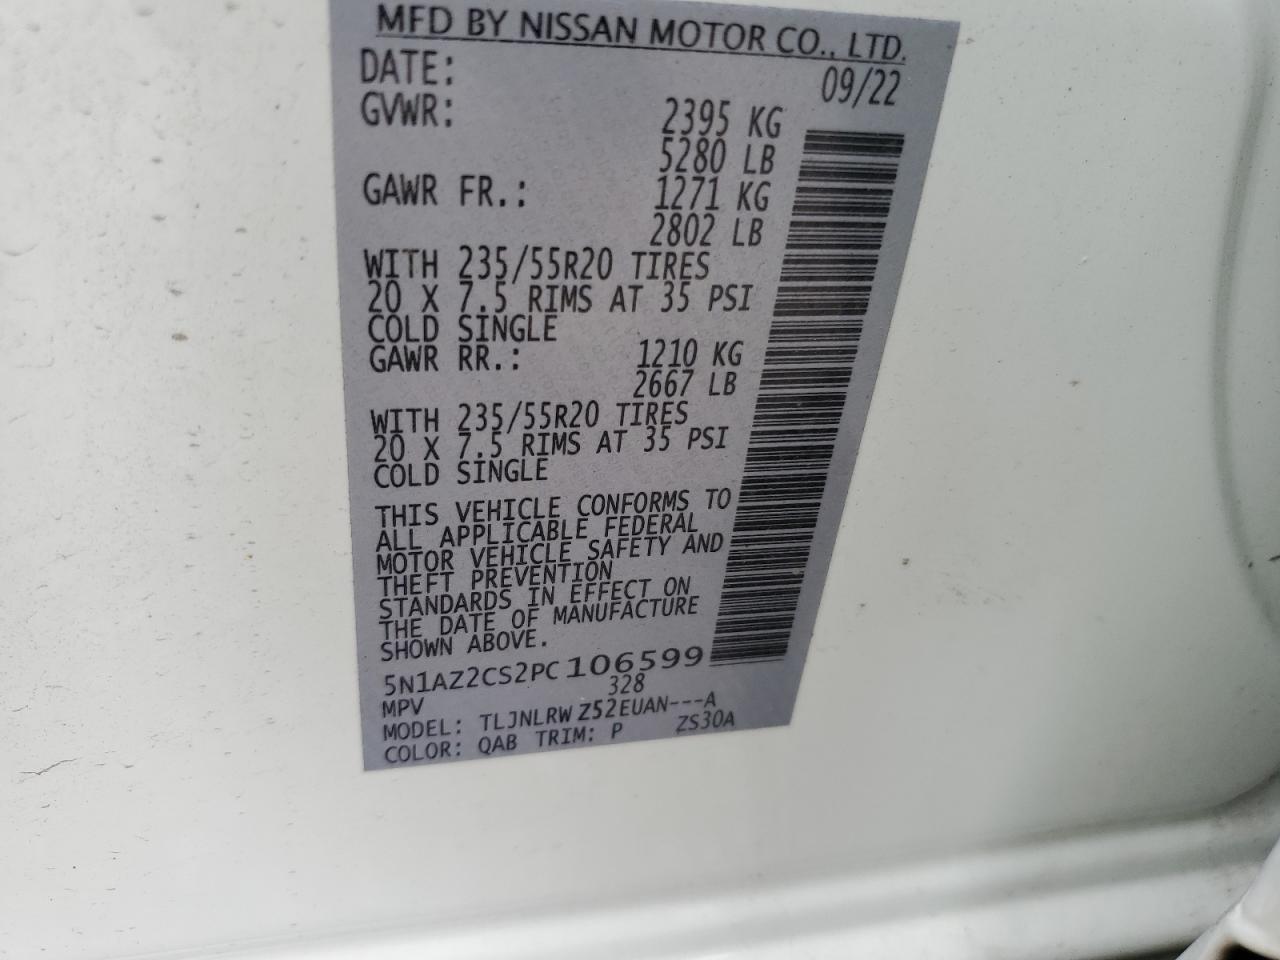 MFD BY NISSAN MOTOR CO., LTD.
DATE: 09/22
GVWR: 2395 KG
5280 LB
GAWR FR.: 1271 KG
2802 LB
WITH 235/55R20 TIRES
20 X 7.5 RIMS AT 35 PSI
COLD SINGLE
GAWR RR.: 1210 KG
2667 LB
WITH 235/55R20 TIRES
20 X 7.5 RIMS AT 35 PSI
COLD SINGLE
THIS VEHICLE CONFORMS TO
ALL APPLICABLE FEDERAL
MOTOR VEHICLE SAFETY AND
THEFT PREVENTION
STANDARDS IN EFFECT ON
THE DATE OF MANUFACTURE
SHOWN ABOVE.
5N1AZ2CS2PC106599
MPV 328
MODEL: TLJNLRWZ52EUAN---A
COLOR: QAB TRIM: P ZS30A